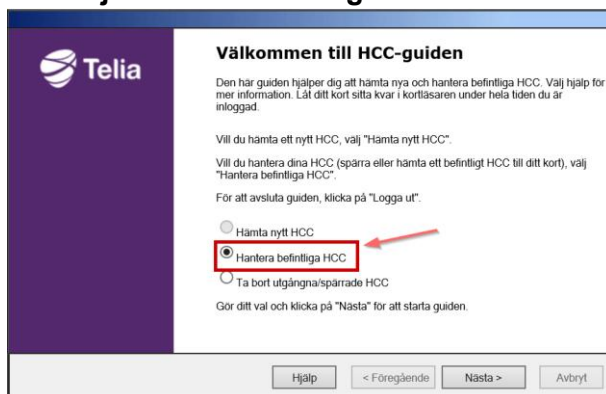 Telia
Välkommen till HCC-guiden
Den här guiden hjälper dig att hämta nya och hantera befintliga HCC. Välj hjälp för
mer information. Låt ditt kort sitta kvar i kortläsaren under hela tiden du är
inloggad.
Vill du hämta ett nytt HCC, välj "Hämta nytt HCC".
Vill du hantera dina HCC (spärra eller hämta ett befintligt HCC till ditt kort), välj
"Hantera befintliga HCC".
För att avsluta guiden, klicka på "Logga ut".
Hämta nytt HCC
Hantera befintliga HCC
Ta bort utgångna/spärrade HCC
Gör ditt val och klicka på "Nästa" för att starta guiden.
Hjälp < Föregående Nästa > Avbryt